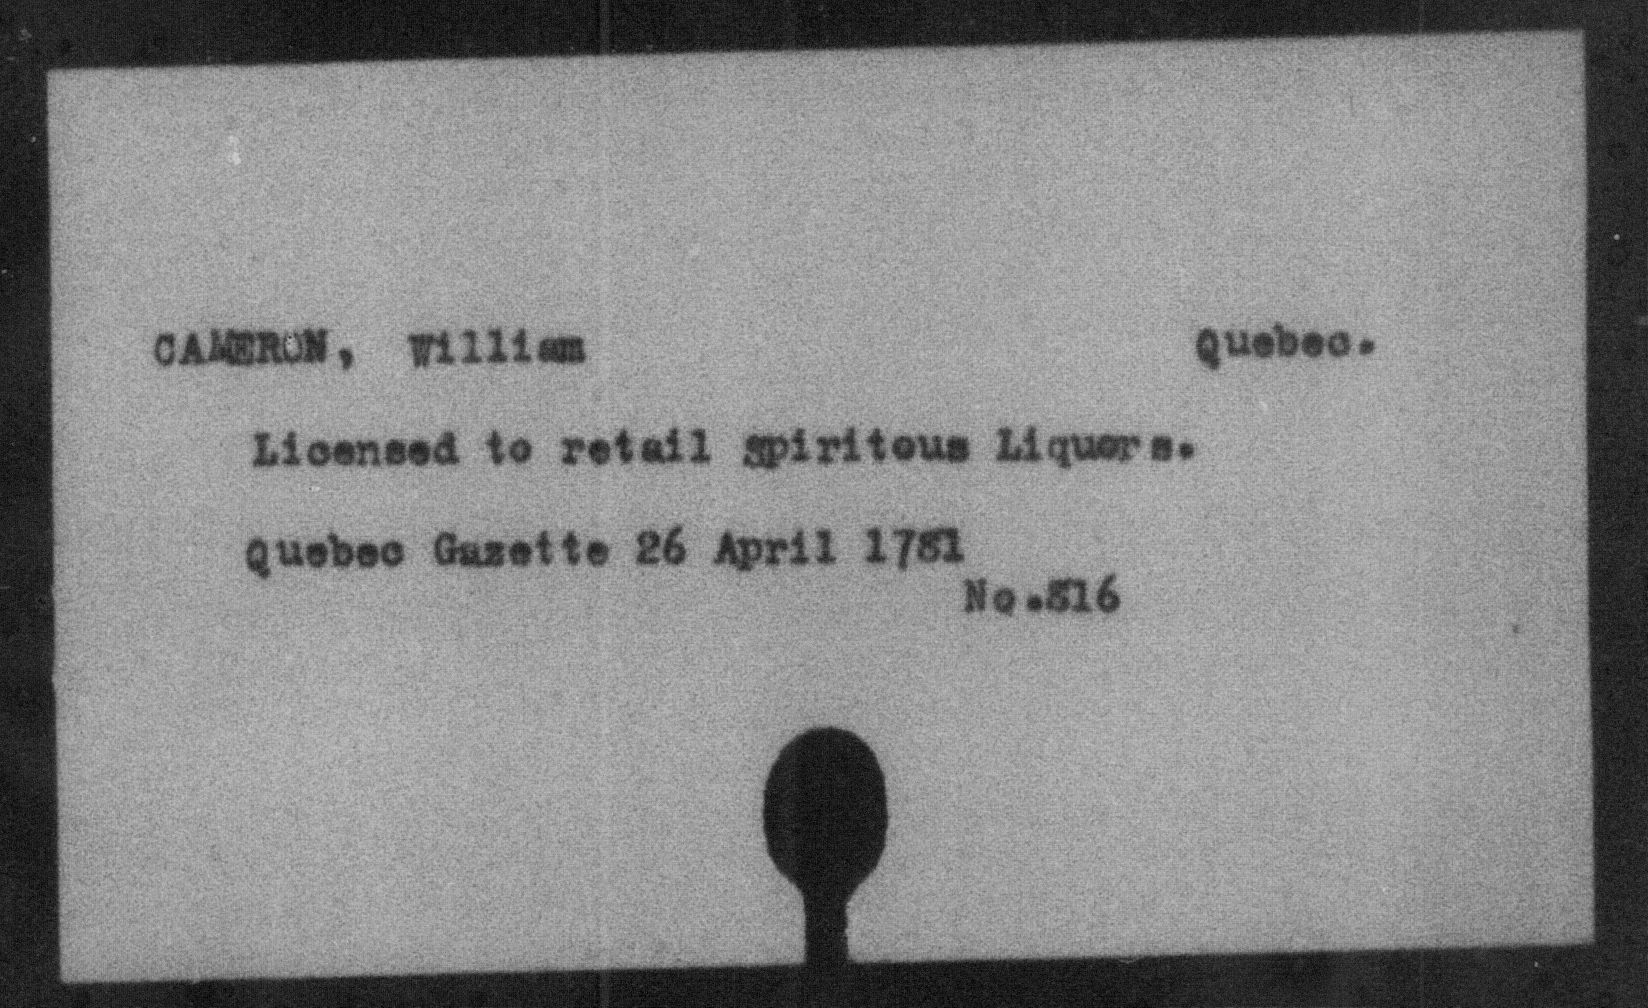 CAMERON, William Quebec.
Licensed to retail spiritous Liquors.
Quebec Gazette 26 April 1781
No.816